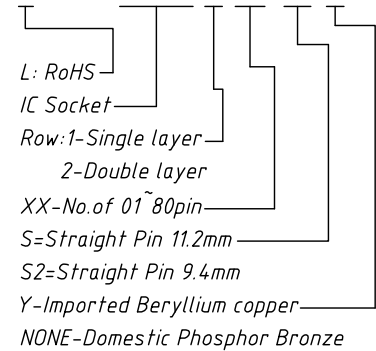 L: RoHS
IC Socket
Row:1-Single layer
2-Double layer
XX-No.of 01~80pin
S=Straight Pin 11.2mm
S2=Straight Pin 9.4mm
Y-Imported Beryllium copper
NONE-Domestic Phosphor Bronze